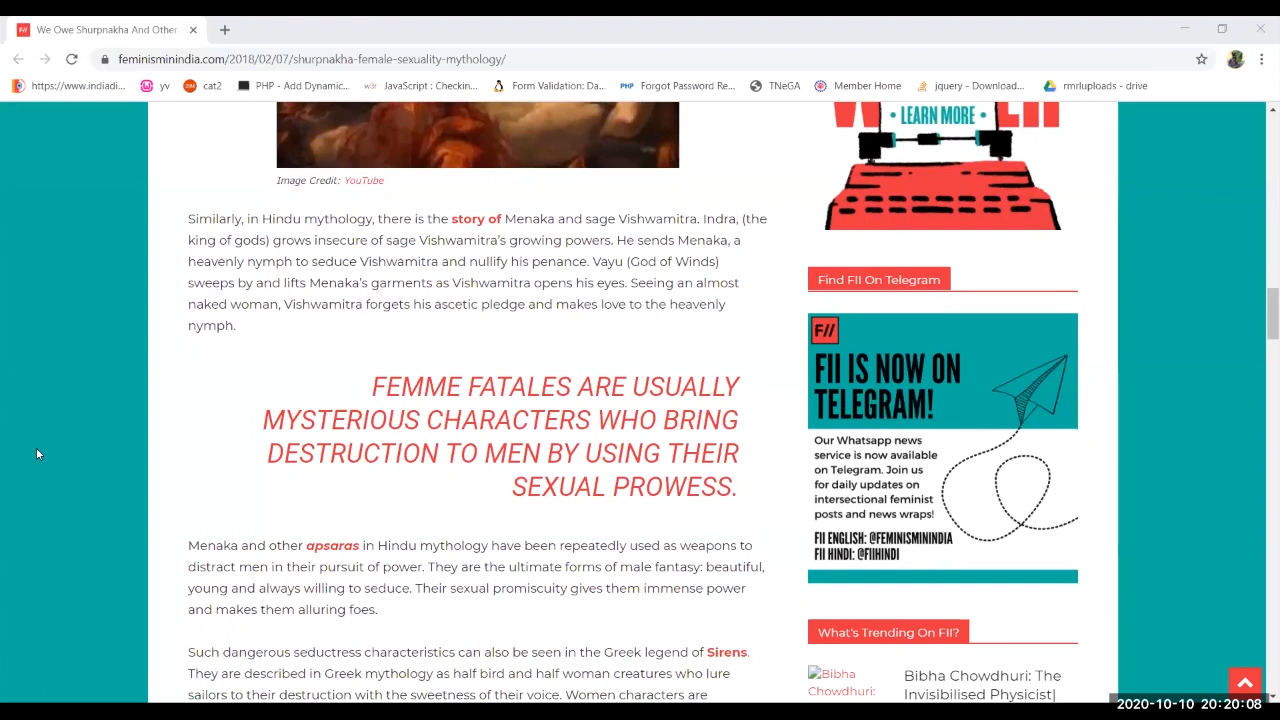 We Owe Shurpnakha And Other
feminisminindia.com/2018/02/07/shurpnakha-female-sexuality-mythology/
https://www.indiadi... yv cat2 PHP - Add Dynamic... JavaScript : Checkin... Form Validation: Da... Forgot Password Re... TNeGA Member Home jquery - Download... rmrluploads - drive
• LEARN MORE •
Image Credit: YouTube
Similarly, in Hindu mythology, there is the story of Menaka and sage Vishwamitra. Indra, (the
king of gods) grows insecure of sage Vishwamitra's growing powers. He sends Menaka, a
heavenly nymph to seduce Vishwamitra and nullify his penance. Vayu (God of Winds)
sweeps by and lifts Menaka's garments as Vishwamitra opens his eyes. Seeing an almost
naked woman, Vishwamitra forgets his ascetic pledge and makes love to the heavenly
nymph.
FEMME FATALES ARE USUALLY
MYSTERIOUS CHARACTERS WHO BRING
DESTRUCTION TO MEN BY USING THEIR
SEXUAL PROWESS.
Menaka and other apsaras in Hindu mythology have been repeatedly used as weapons to
distract men in their pursuit of power. They are the ultimate forms of male fantasy: beautiful,
young and always willing to seduce. Their sexual promiscuity gives them immense power
and makes them alluring foes.
Such dangerous seductress characteristics can also be seen in the Greek legend of Sirens.
They are described in Greek mythology as half bird and half woman creatures who lure
sailors to their destruction with the sweetness of their voice. Women characters are
Find FII On Telegram
F//
FII IS NOW ON
TELEGRAM!
Our Whatsapp news
service is now available
on Telegram. Join us
for daily updates on
intersectional feminist
posts and news wraps!
FII ENGLISH: @FEMINISMININDIA
FII HINDI: @FIIHINDI
What's Trending On FII?
Bibha
Chowdhuri:
Bibha Chowdhuri: The
Invisibilised Physicist|
2020-10-10 20:20:08